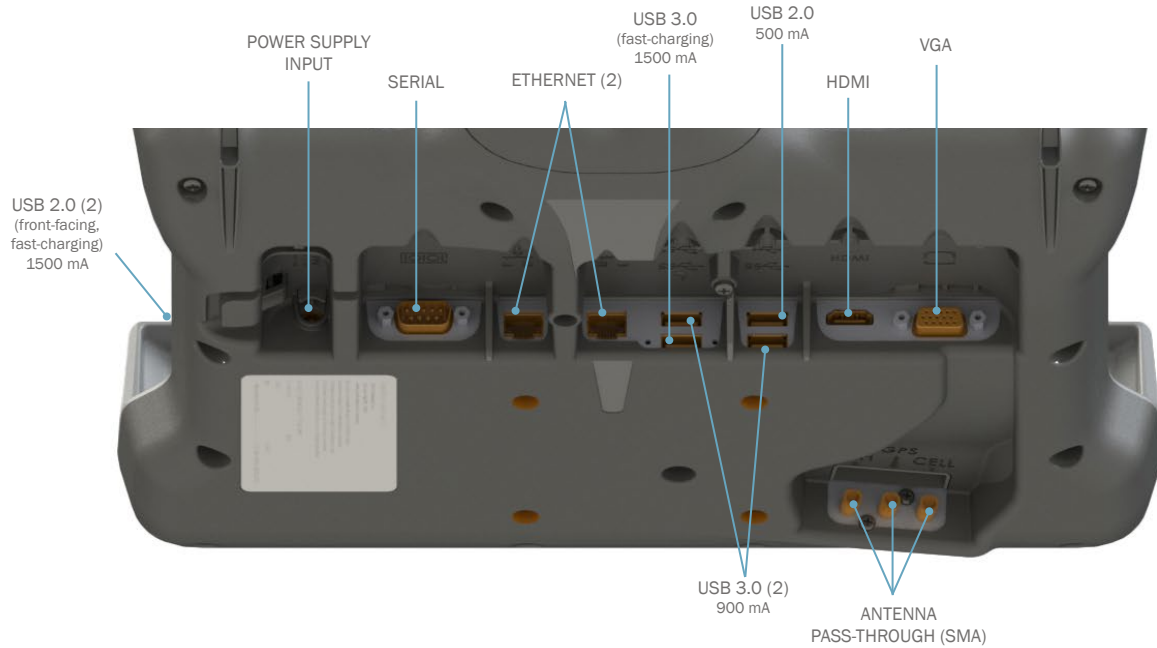 USB 3.0
(fast-charging)
1500 mA
USB 2.0
500 mA
POWER SUPPLY
INPUT
SERIAL
ETHERNET (2)
HDMI
VGA
USB 2.0 (2)
(front-facing,
fast-charging)
1500 mA
HDMI
GPS
CELL
USB 3.0 (2)
900 mA
ANTENNA
PASS-THROUGH (SMA)